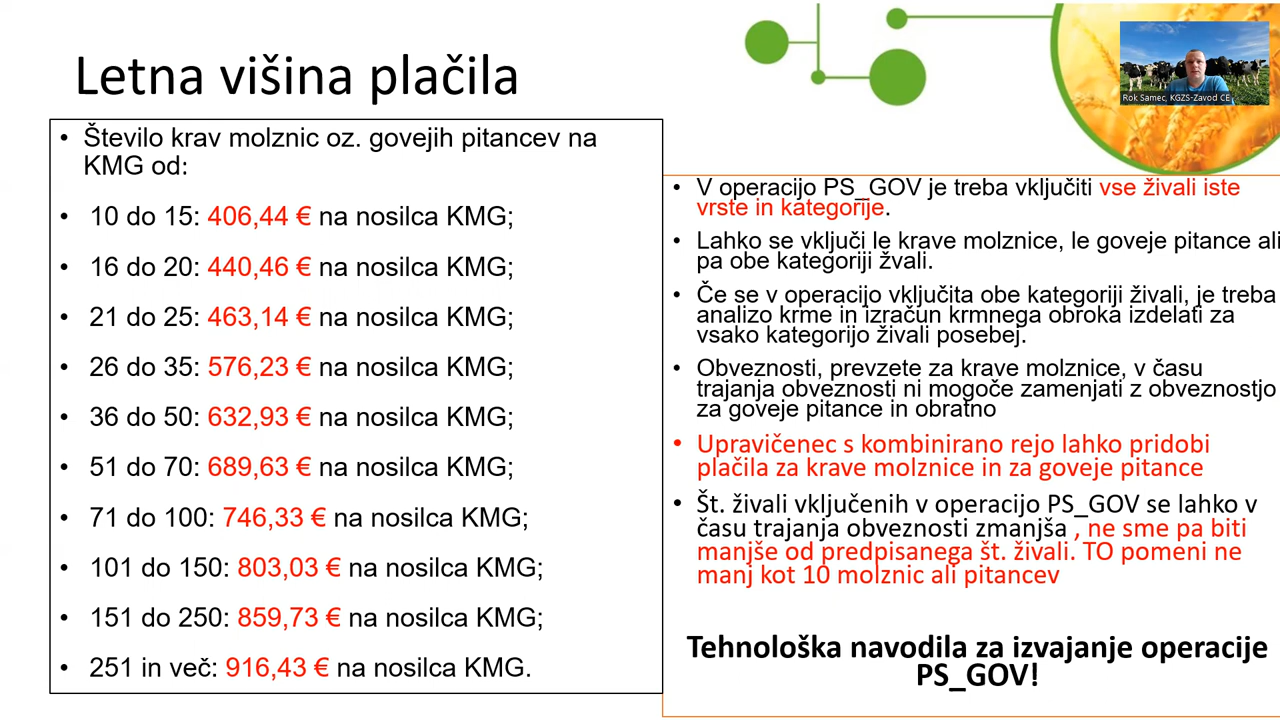 Letna višina plačila
Rok Samec, KGZS-Zavod CE
• Število krav molznic oz. govejih pitancev na
KMG od:
• 10 do 15: 406,44 € na nosilca KMG;
• 16 do 20: 440,46 € na nosilca KMG;
• 21 do 25: 463,14 € na nosilca KMG;
• 26 do 35: 576,23 € na nosilca KMG;
• 36 do 50: 632,93 € na nosilca KMG;
• 51 do 70: 689,63 € na nosilca KMG;
• 71 do 100: 746,33 € na nosilca KMG;
• 101 do 150: 803,03 € na nosilca KMG;
• 151 do 250: 859,73 € na nosilca KMG;
• 251 in več: 916,43 € na nosilca KMG.
• V operacijo PS_GOV je treba vključiti vse živali iste
vrste in kategorije.
• Lahko se vključi le krave molznice, le goveje pitance ali
pa obe kategoriji žvali.
• Če se v operacijo vključita obe kategoriji živali, je treba
analizo krme in izračun krmnega obroka izdelati za
vsako kategorijo živali posebej.
• Obveznosti, prevzete za krave molznice, v času
trajanja obveznosti ni mogoče zamenjati z obveznostjo
za goveje pitance in obratno
• Upravičenec s kombinirano rejo lahko pridobi
plačila za krave molznice in za goveje pitance
• Št. živali vključenih v operacijo PS_GOV se lahko v
času trajanja obveznosti zmanjša , ne sme pa biti
manjše od predpisanega št. živali. TO pomeni ne
manj kot 10 molznic ali pitancev
Tehnološka navodila za izvajanje operacije
PS_GOV!